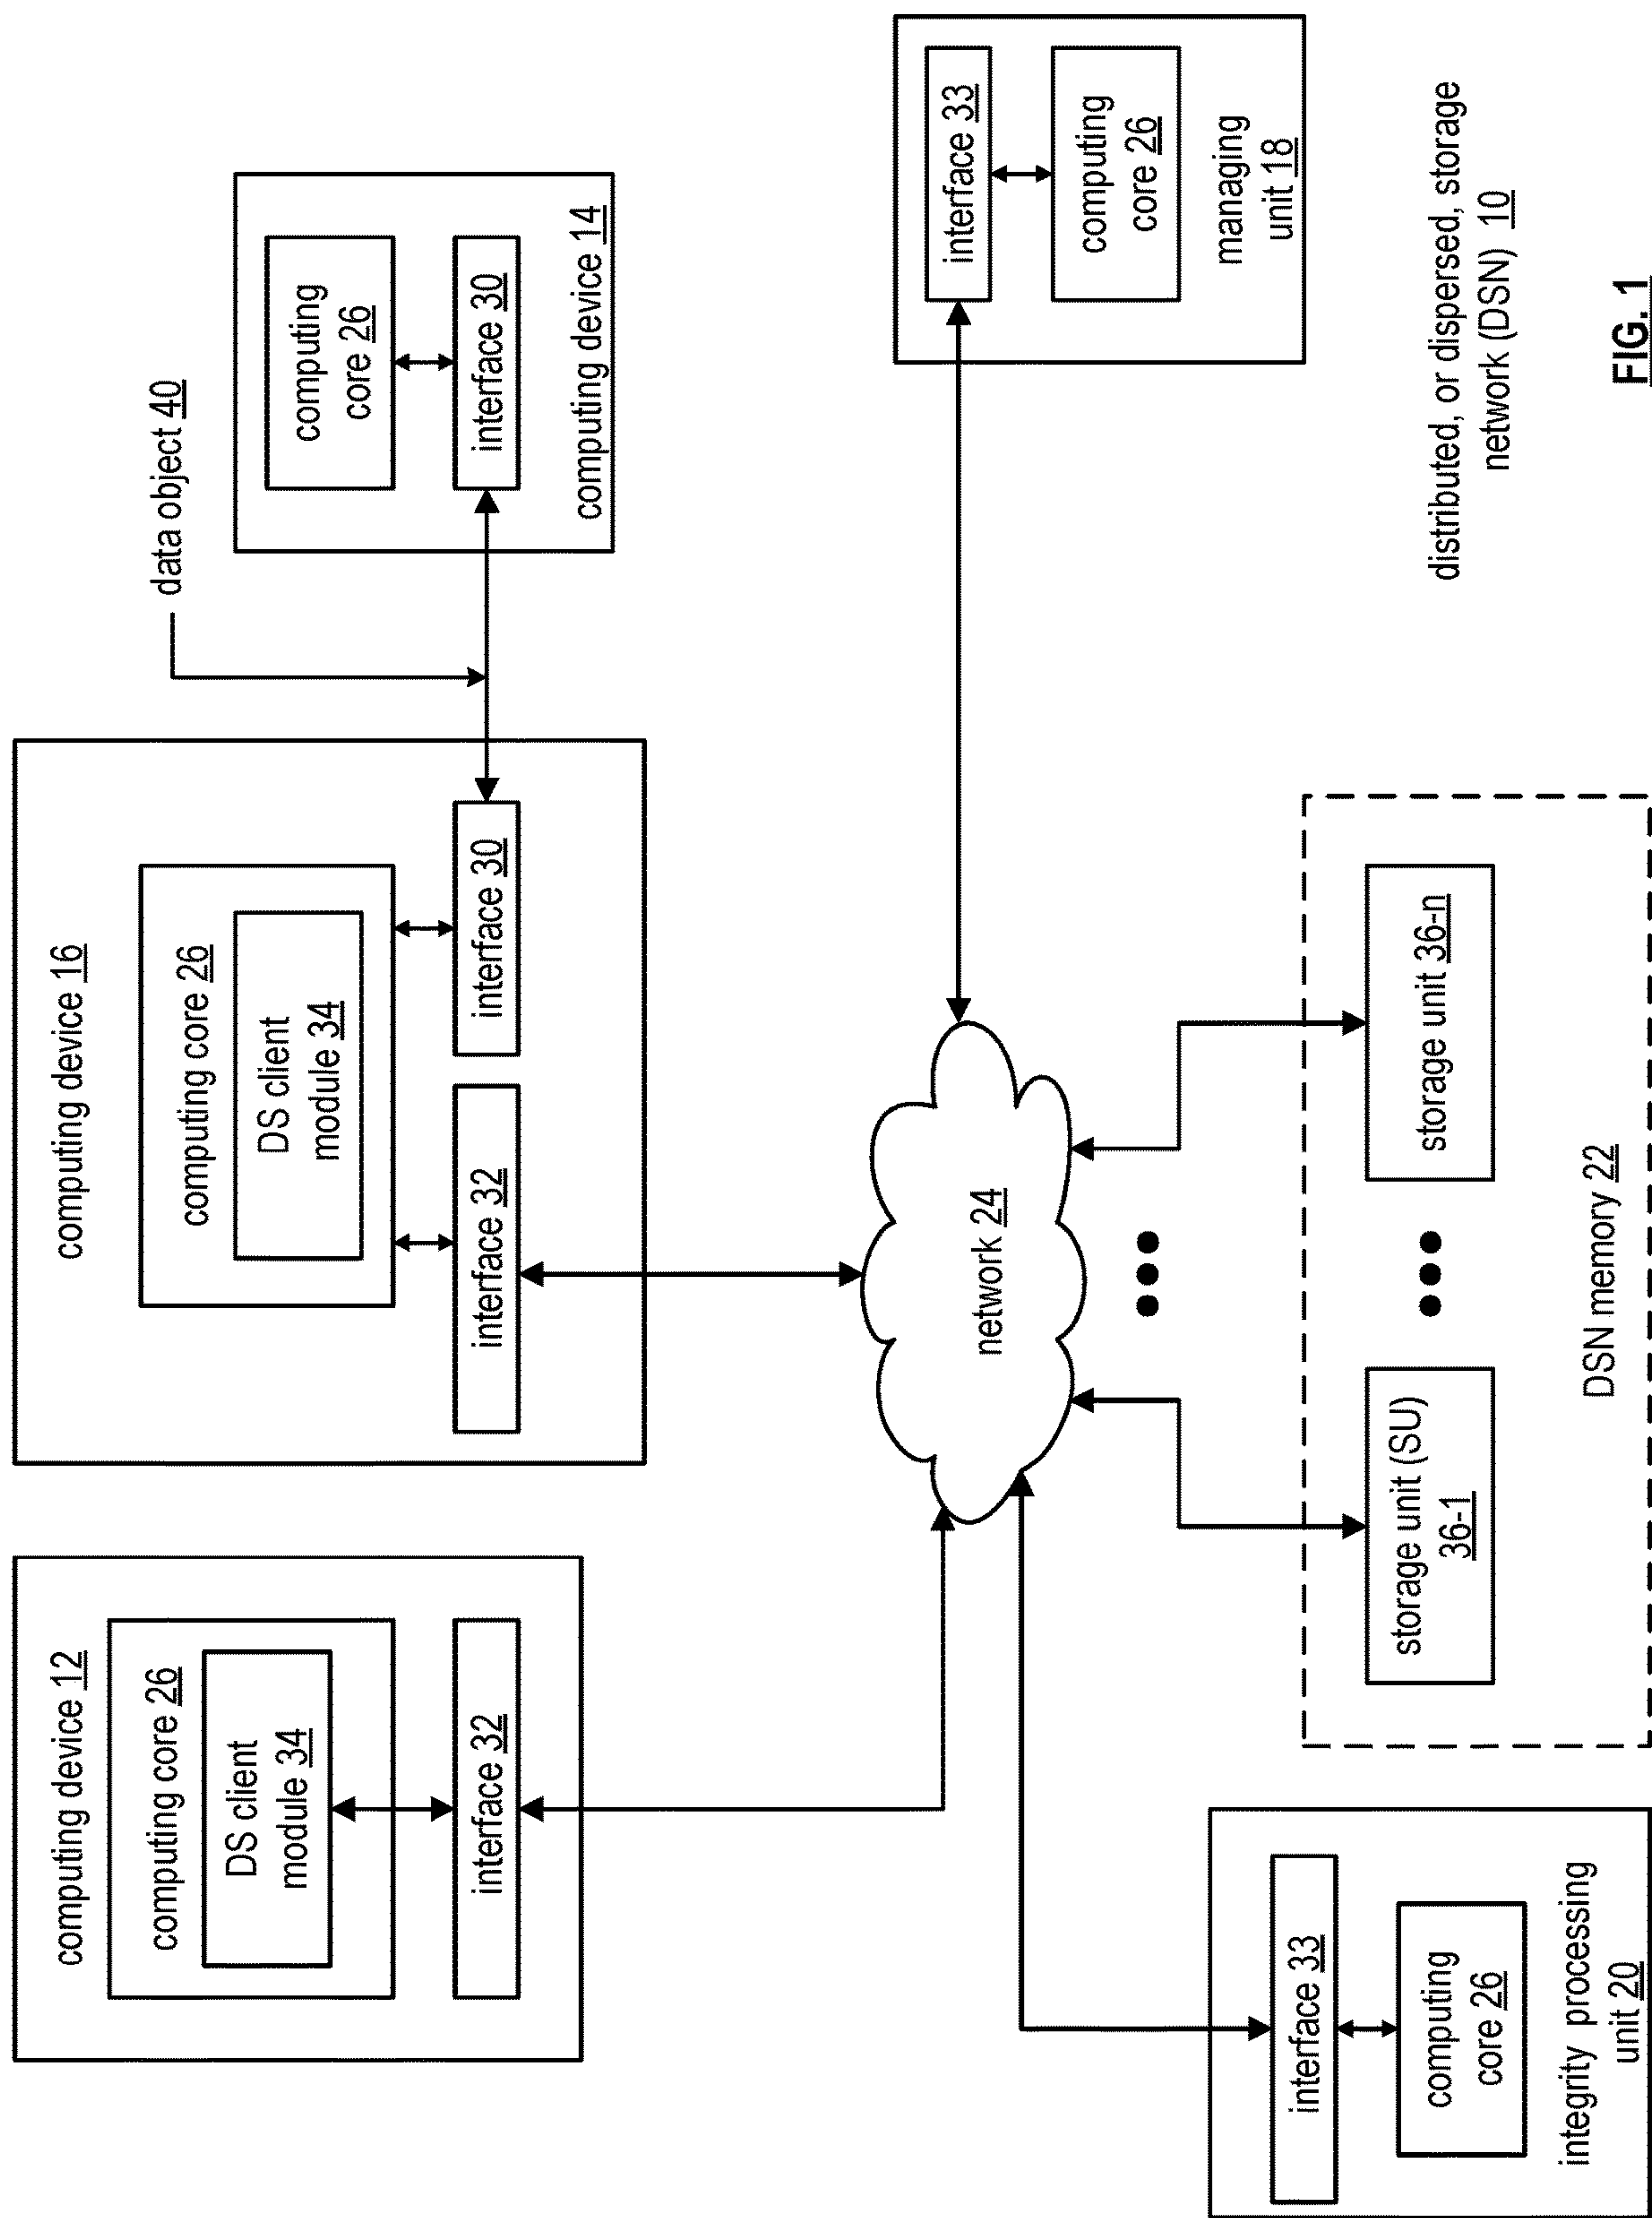 computing device 12
computing core 26
DS client
module 34
interface 32
computing device 16
computing core 26
DS client
module 34
interface 32
interface 30
data object 40
computing
core 26
interface 30
computing device 14
network 24
interface 33
computing
core 26
managing
unit 18
interface 33
computing
core 26
integrity processing
unit 20
storage unit (SU)
36-1
storage unit 36-n
DSN memory 22
distributed, or dispersed, storage
network (DSN) 10
FIG. 1